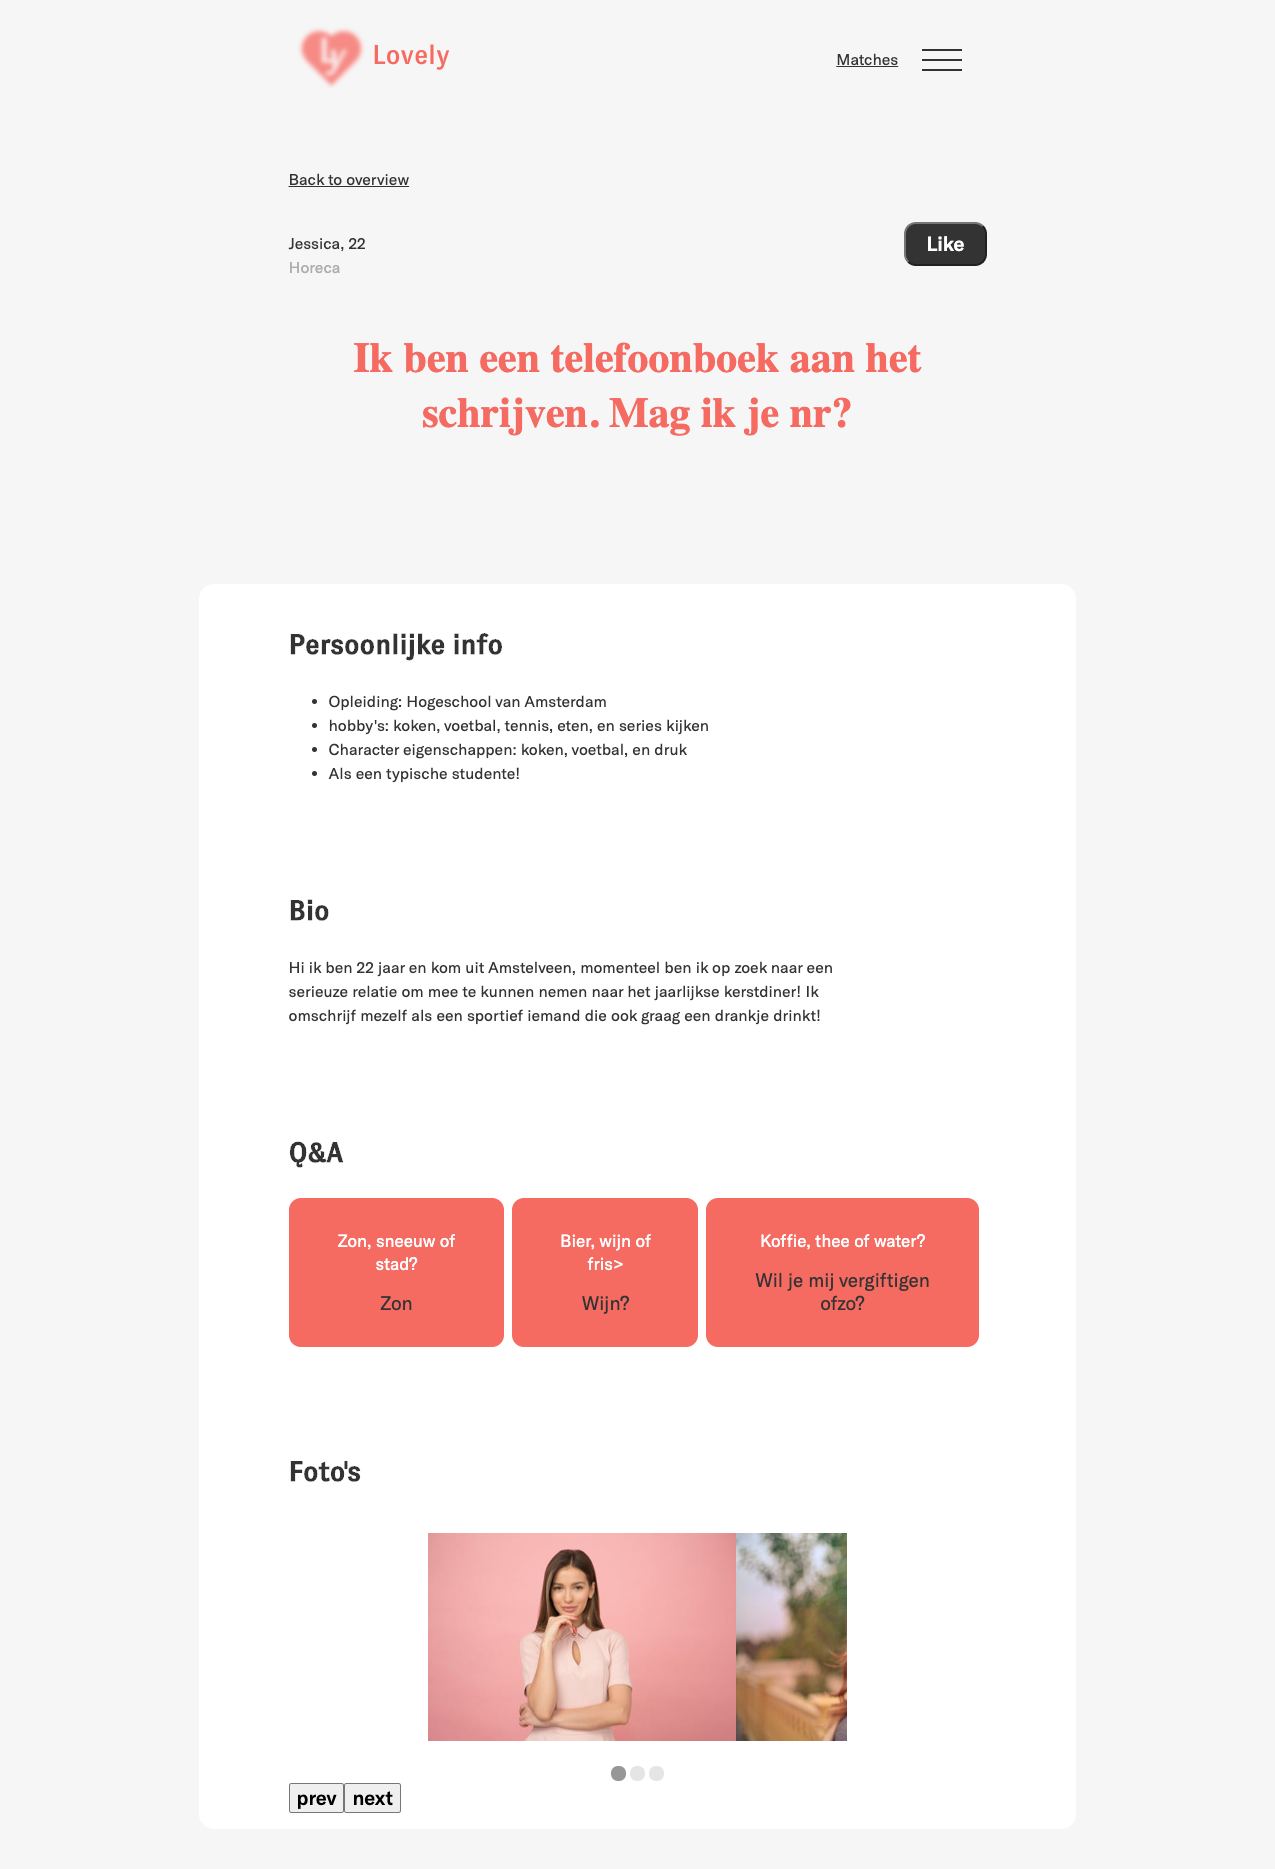 Ly Lovely
Matches
Back to overview
Jessica, 22
Like
Horeca
Ik ben een telefoonboek aan het
schrijven. Mag ik je nr?
Persoonlijke info
• Opleiding: Hogeschool van Amsterdam
• hobby's: koken, voetbal, tennis, eten, en series kijken
• Character eigenschappen: koken, voetbal, en druk
• Als een typische studente!
Bio
Hi ik ben 22 jaar en kom uit Amstelveen, momenteel ben ik op zoek naar een
serieuze relatie om mee te kunnen nemen naar het jaarlijkse kerstdiner! Ik
omschrijf mezelf als een sportief iemand die ook graag een drankje drinkt!
Q&A
Zon, sneeuw of
stad?
Zon
Bier, wijn of
fris>
Wijn?
Koffie, thee of water?
Wil je mij vergiftigen
ofzo?
Foto's
prev next